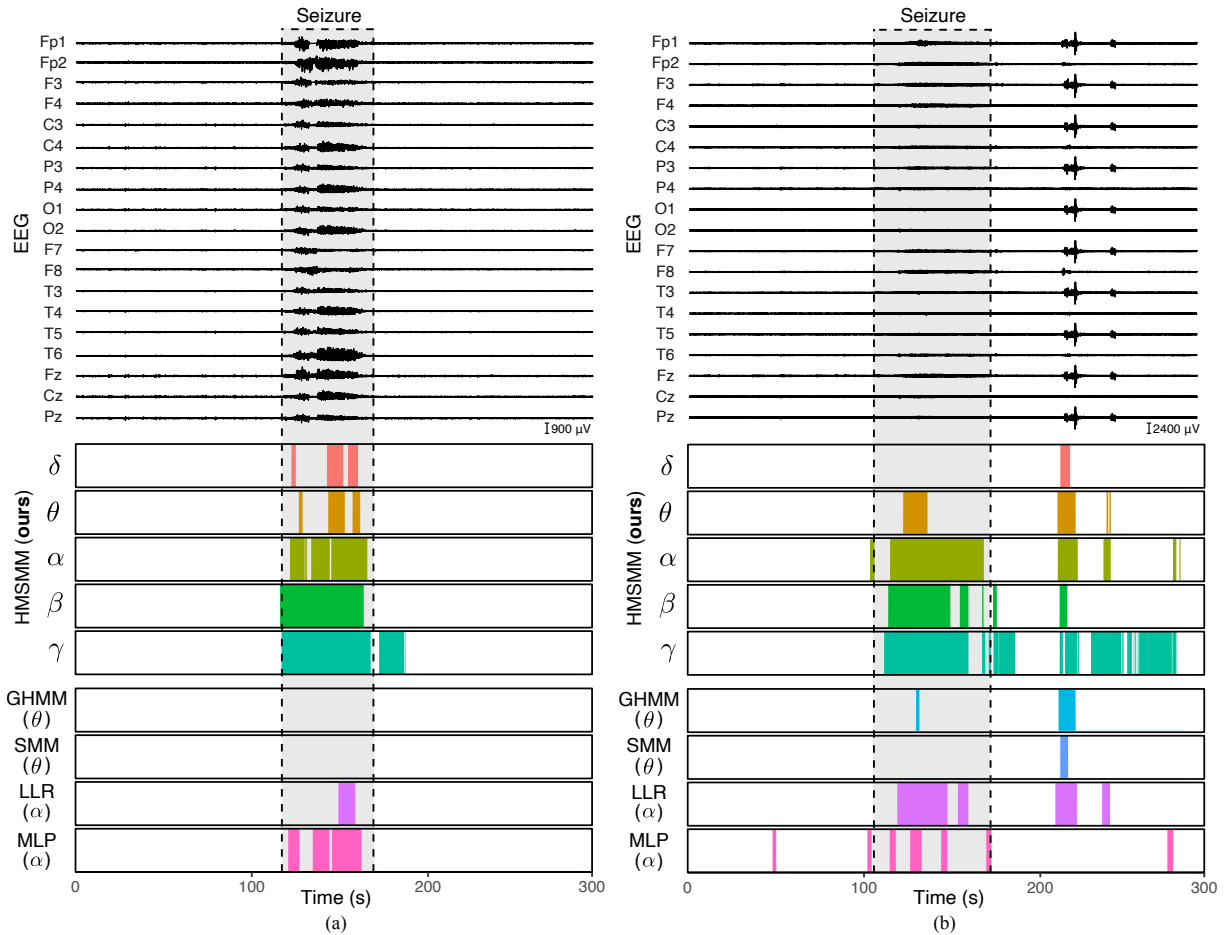 Seizure
Fp1
Fp2
F3
F4
C3
C4
P3
P4
O1
O2
F7
F8
T3
T4
T5
T6
Fz
Cz
Pz
EEG
I900 μV
HMSMM (ours)
δ
θ
α
β
γ
GHMM
(θ)
SMM
(θ)
LLR
(α)
MLP
(α)
0
100
200
300
Time (s)
(a)
Seizure
Fp1
Fp2
F3
F4
C3
C4
P3
P4
O1
O2
F7
F8
T3
T4
T5
T6
Fz
Cz
Pz
EEG
I2400 μV
HMSMM (ours)
δ
θ
α
β
γ
GHMM
(θ)
SMM
(θ)
LLR
(α)
MLP
(α)
0
100
200
300
Time (s)
(b)